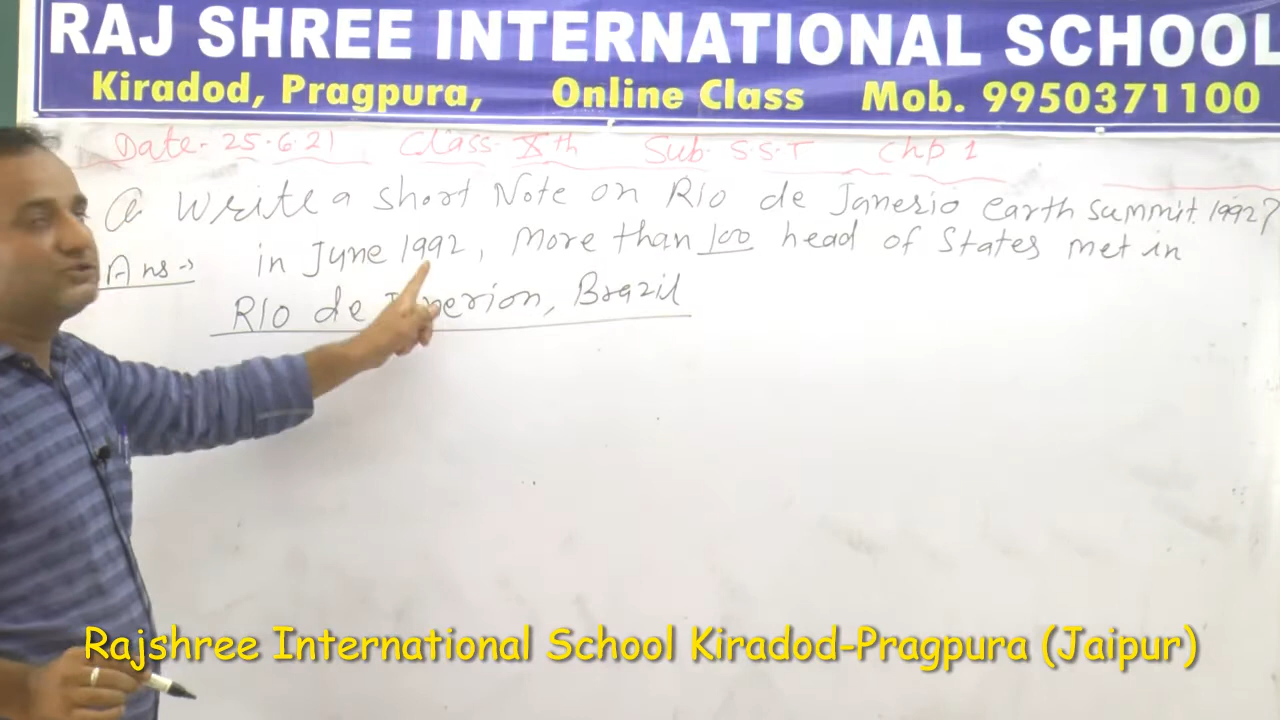 RAJ SHREE INTERNATIONAL SCHOOL
Kiradod, Pragpura, Online Class Mob. 9950371100
Date. 25.6.21 Class- Xth Sub. S.S.T Chp 1
Q Write a short Note on Rio de Janerio earth summit 1992?
Ans:-> in June 1992, More than 100 head of States met in
Rio de Janerion, Brazil
Rajshree International School Kiradod-Pragpura (Jaipur)